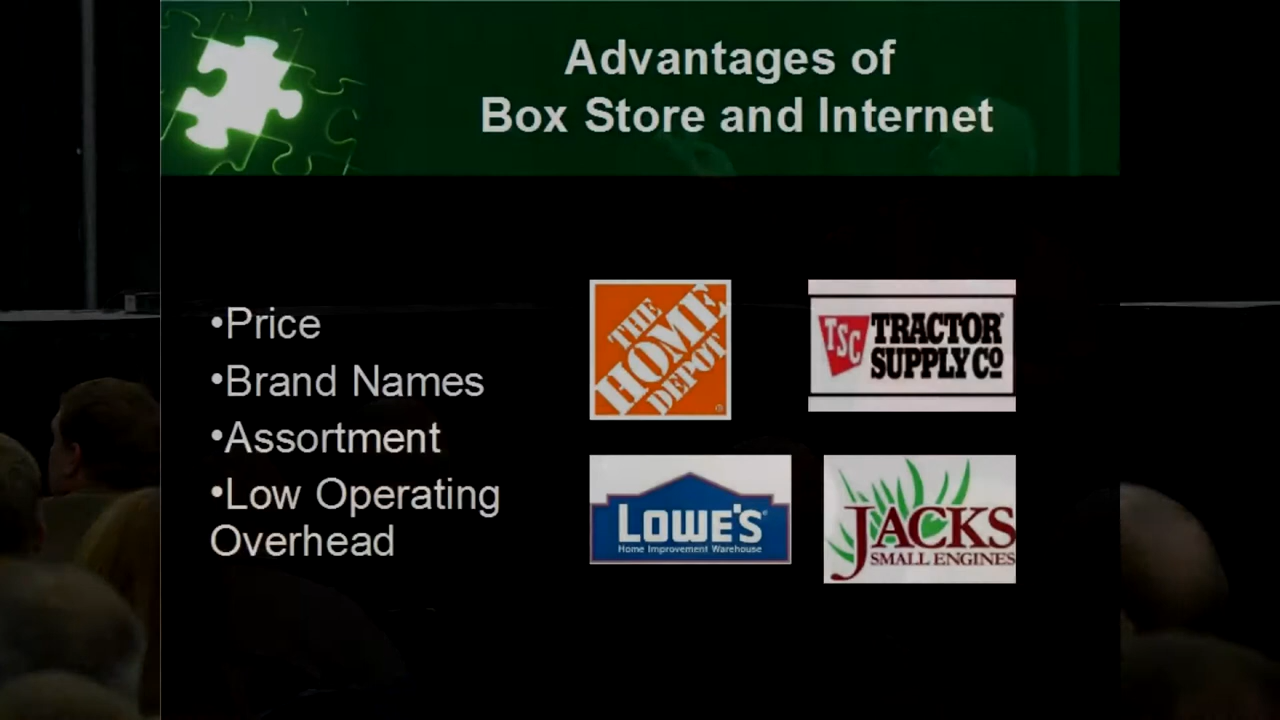 Advantages of
Box Store and Internet
•Price
•Brand Names
•Assortment
•Low Operating
Overhead
THE
HOME
DEPOT
TSC
TRACTOR
SUPPLY CO
LOWE'S
Home Improvement Warehouse
JACKS
SMALL ENGINES